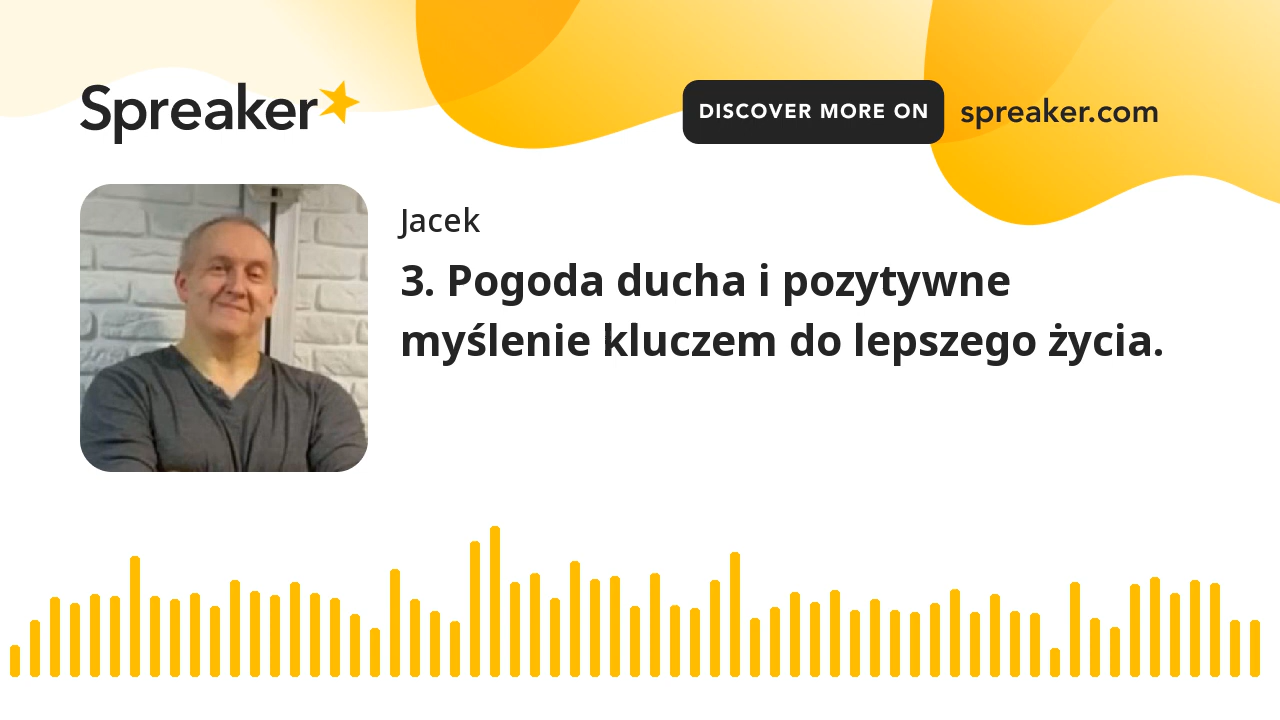 Spreaker
DISCOVER MORE ON
spreaker.com
Jacek
3. Pogoda ducha i pozytywne
myślenie kluczem do lepszego życia.